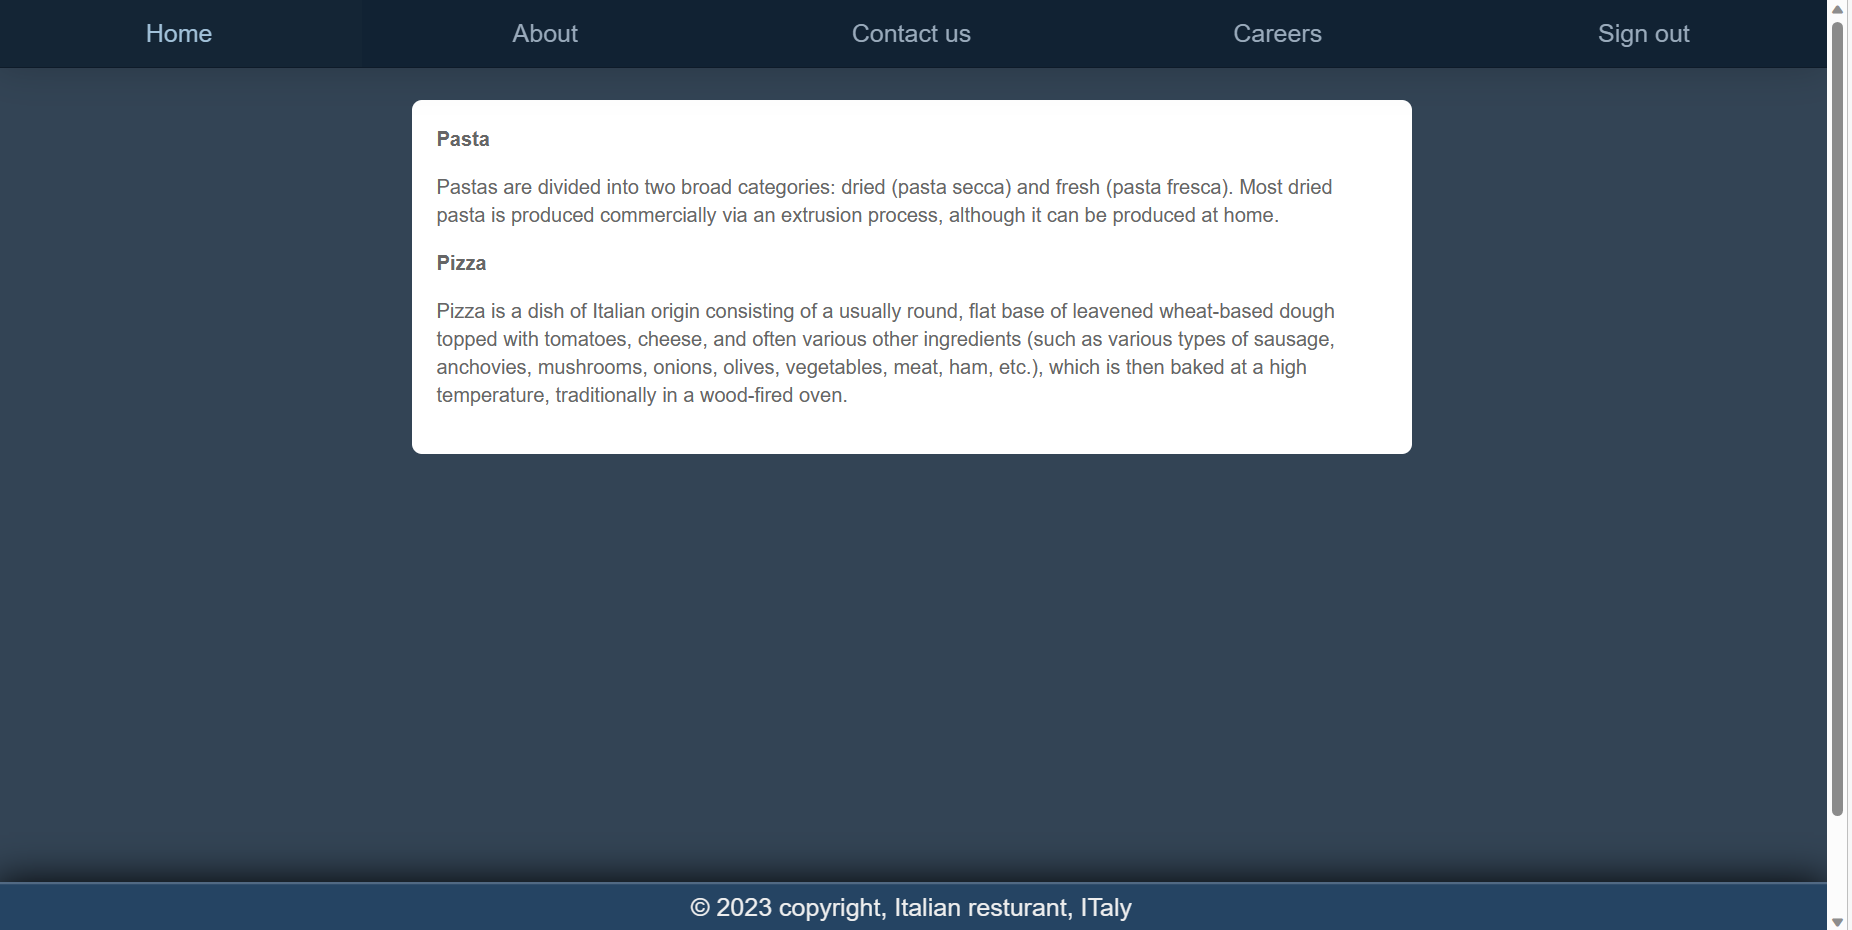 Home About Contact us Careers Sign out
Pasta
Pastas are divided into two broad categories: dried (pasta secca) and fresh (pasta fresca). Most dried
pasta is produced commercially via an extrusion process, although it can be produced at home.
Pizza
Pizza is a dish of Italian origin consisting of a usually round, flat base of leavened wheat-based dough
topped with tomatoes, cheese, and often various other ingredients (such as various types of sausage,
anchovies, mushrooms, onions, olives, vegetables, meat, ham, etc.), which is then baked at a high
temperature, traditionally in a wood-fired oven.
© 2023 copyright, Italian resturant, ITaly